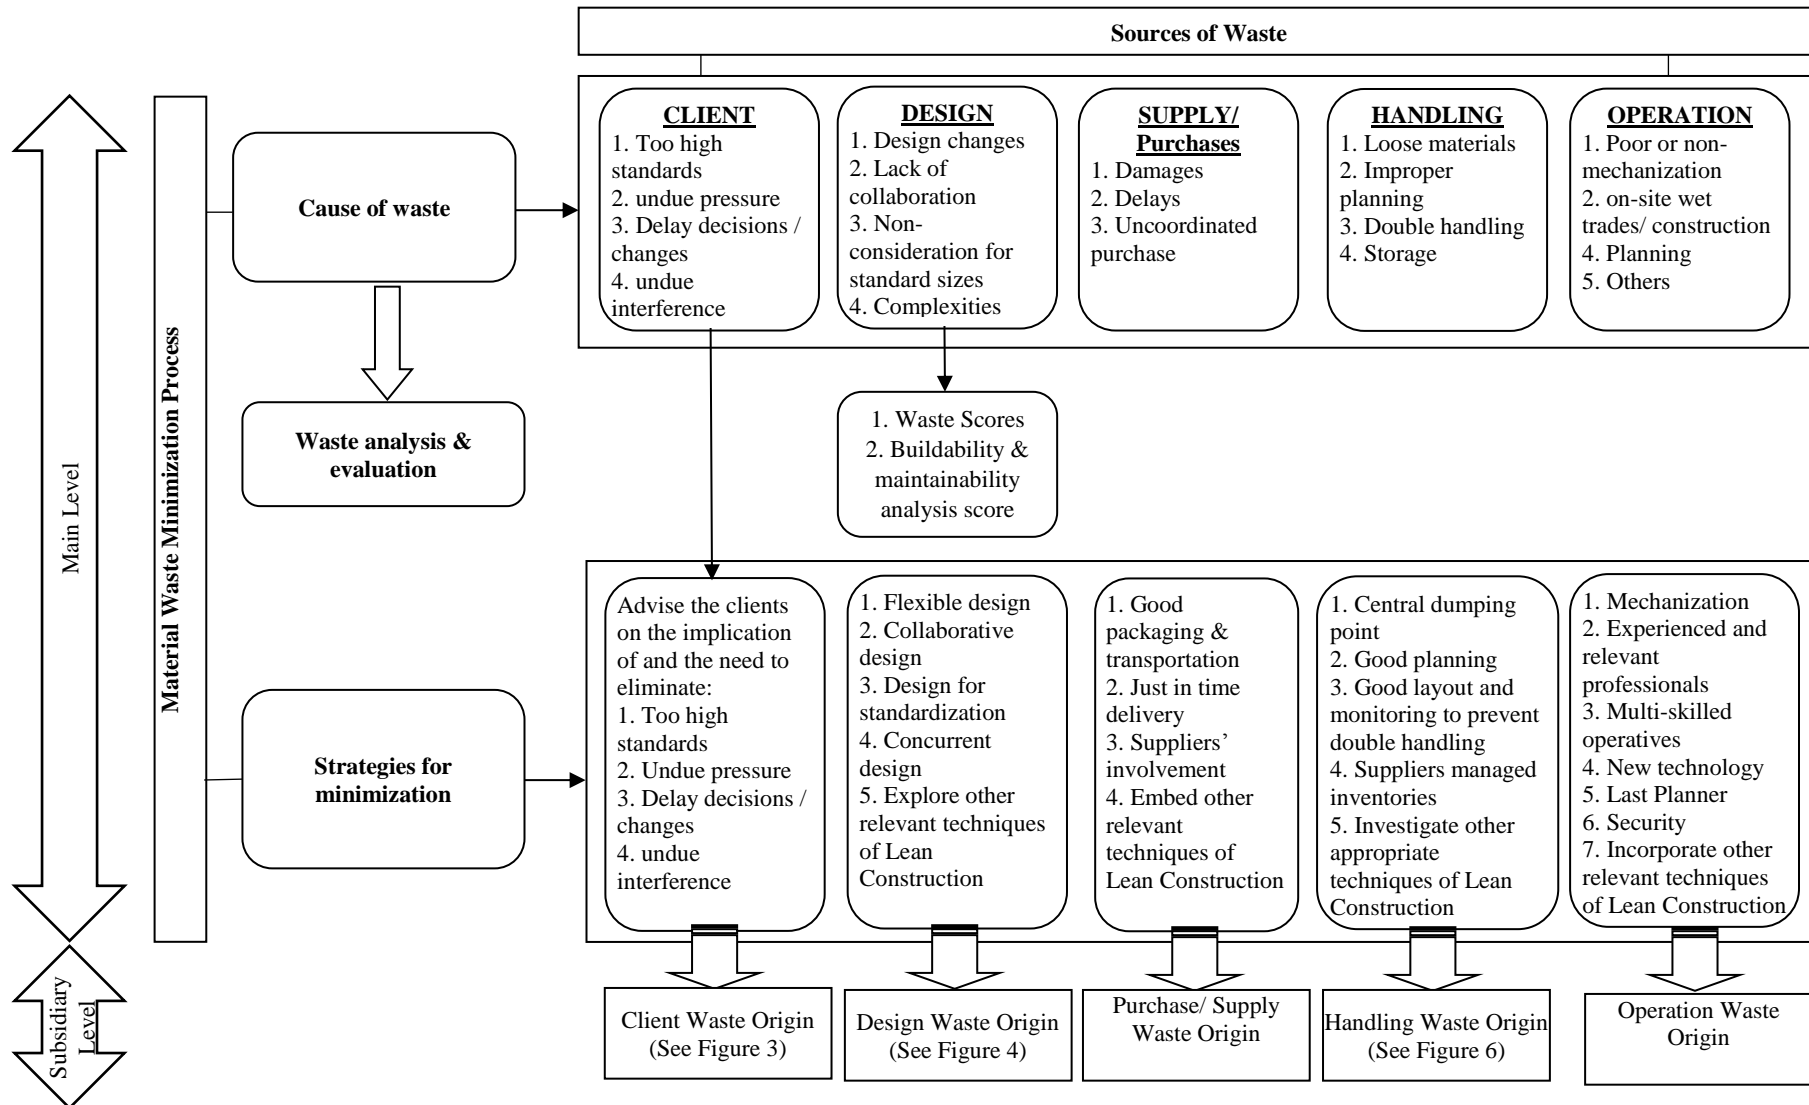 Sources of Waste
Main Level
Subsidiary
Level
Material Waste Minimization Process
Cause of waste
Waste analysis &
evaluation
Strategies for
minimization
CLIENT
1. Too high
standards
2. undue pressure
3. Delay decisions /
changes
4. undue
interference
DESIGN
1. Design changes
2. Lack of
collaboration
3. Non-
consideration for
standard sizes
4. Complexities
SUPPLY/
Purchases
1. Damages
2. Delays
3. Uncoordinated
purchase
HANDLING
1. Loose materials
2. Improper
planning
3. Double handling
4. Storage
OPERATION
1. Poor or non-
mechanization
2. on-site wet
trades/ construction
4. Planning
5. Others
1. Waste Scores
2. Buildability &
maintainability
analysis score
Advise the clients
on the implication
of and the need to
eliminate:
1. Too high
standards
2. Undue pressure
3. Delay decisions /
changes
4. undue
interference
1. Flexible design
2. Collaborative
design
3. Design for
standardization
4. Concurrent
design
5. Explore other
relevant techniques
of Lean
Construction
1. Good
packaging &
transportation
2. Just in time
delivery
3. Suppliers’
involvement
4. Embed other
relevant
techniques of
Lean Construction
1. Central dumping
point
2. Good planning
3. Good layout and
monitoring to prevent
double handling
4. Suppliers managed
inventories
5. Investigate other
appropriate
techniques of Lean
Construction
1. Mechanization
2. Experienced and
relevant
professionals
3. Multi-skilled
operatives
4. New technology
5. Last Planner
6. Security
7. Incorporate other
relevant techniques
of Lean Construction
Client Waste Origin
(See Figure 3)
Design Waste Origin
(See Figure 4)
Purchase/ Supply
Waste Origin
Handling Waste Origin
(See Figure 6)
Operation Waste
Origin